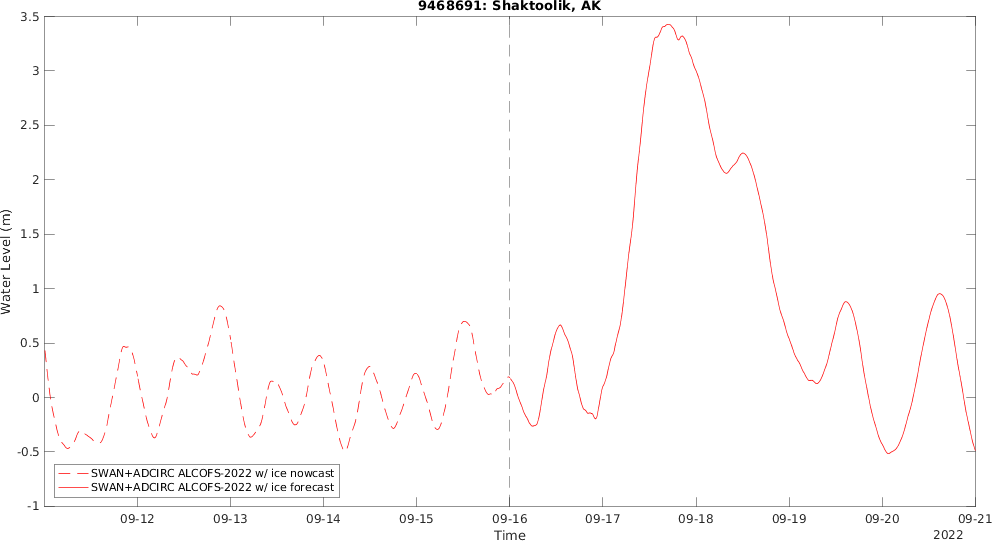 9468691: Shaktoolik, AK
3.5
3
2.5
2
1.5
1
0.5
0
-0.5
-1
Water Level (m)
SWAN+ADCIRC ALCOFS-2022 w/ ice nowcast
SWAN+ADCIRC ALCOFS-2022 w/ ice forecast
09-12 09-13 09-14 09-15 09-16 09-17 09-18 09-19 09-20 09-21
Time
2022